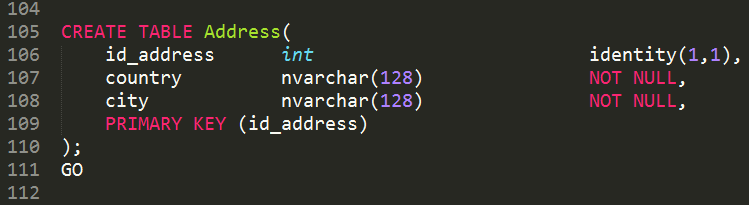 104
105 CREATE TABLE Address(
106 id_address int identity(1,1),
107 country nvarchar(128) NOT NULL,
108 city nvarchar(128) NOT NULL,
109 PRIMARY KEY (id_address)
110 );
111 GO
112